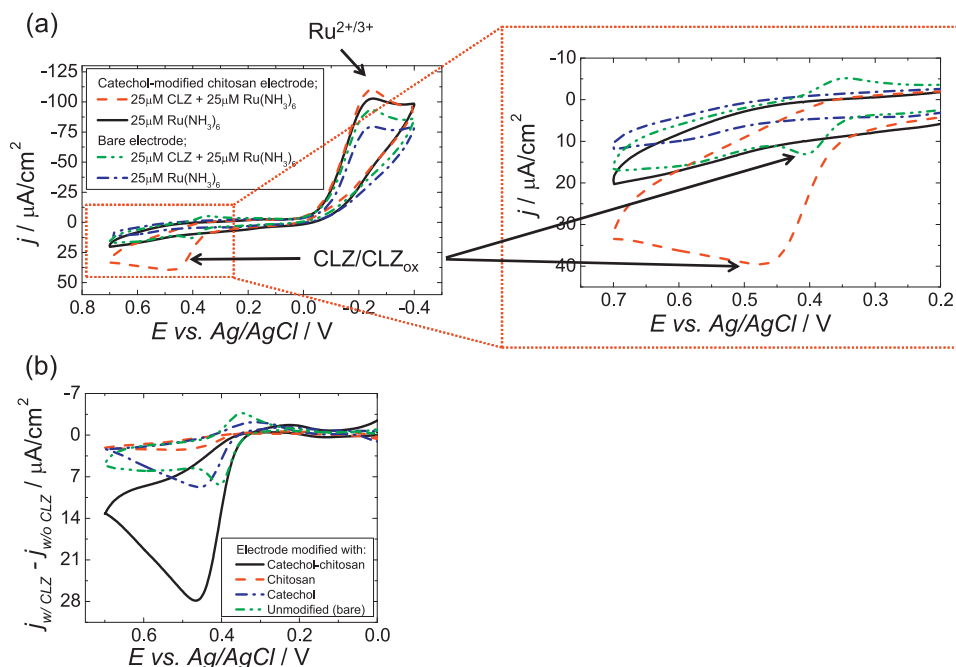 (a)
Ru2+/3+
-125
-100
-75
-50
-25
0
25
50
j / μA/cm2
Catechol-modified chitosan electrode;
25μM CLZ + 25μM Ru(NH3)6
25μM Ru(NH3)6
Bare electrode;
25μM CLZ + 25μM Ru(NH3)6
25μM Ru(NH3)6
CLZ/CLZox
0.8 0.6 0.4 0.2 0.0 -0.2 -0.4
E vs. Ag/AgCl / V
-10
0
10
20
30
40
j / μA/cm2
0.7 0.6 0.5 0.4 0.3 0.2
E vs. Ag/AgCl / V
(b)
-7
0
7
14
21
28
jw/ CLZ - jw/o CLZ / μA/cm2
Electrode modified with:
Catechol-chitosan
Chitosan
Catechol
Unmodified (bare)
0.6 0.4 0.2 0.0
E vs. Ag/AgCl / V